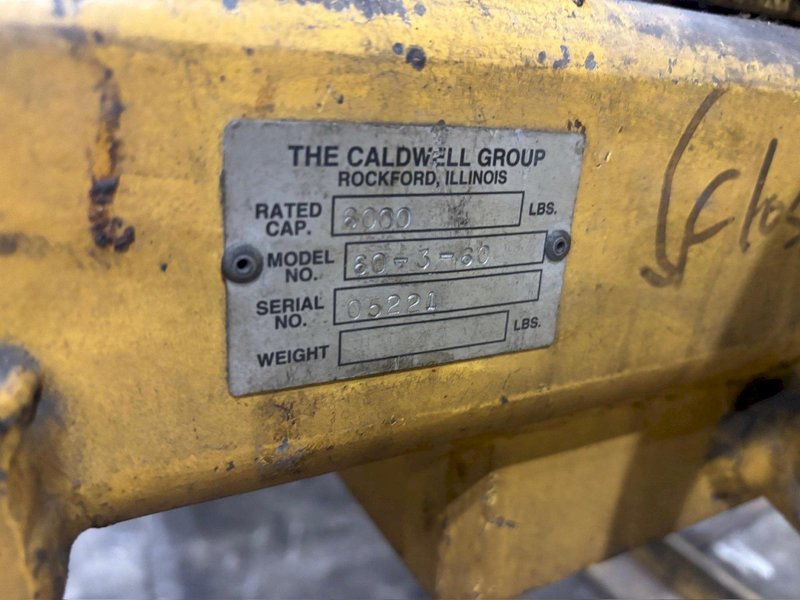 THE CALDWELL GROUP
ROCKFORD, ILLINOIS
RATED CAP. 6000 LBS.
MODEL NO. 60-3-60
SERIAL NO. 05221
WEIGHT LBS.